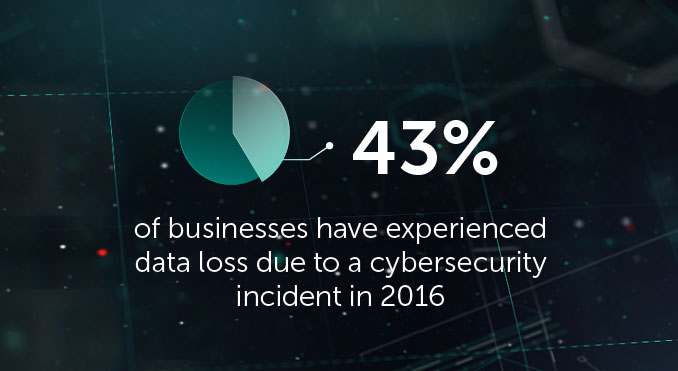 43%
of businesses have experienced
data loss due to a cybersecurity
incident in 2016